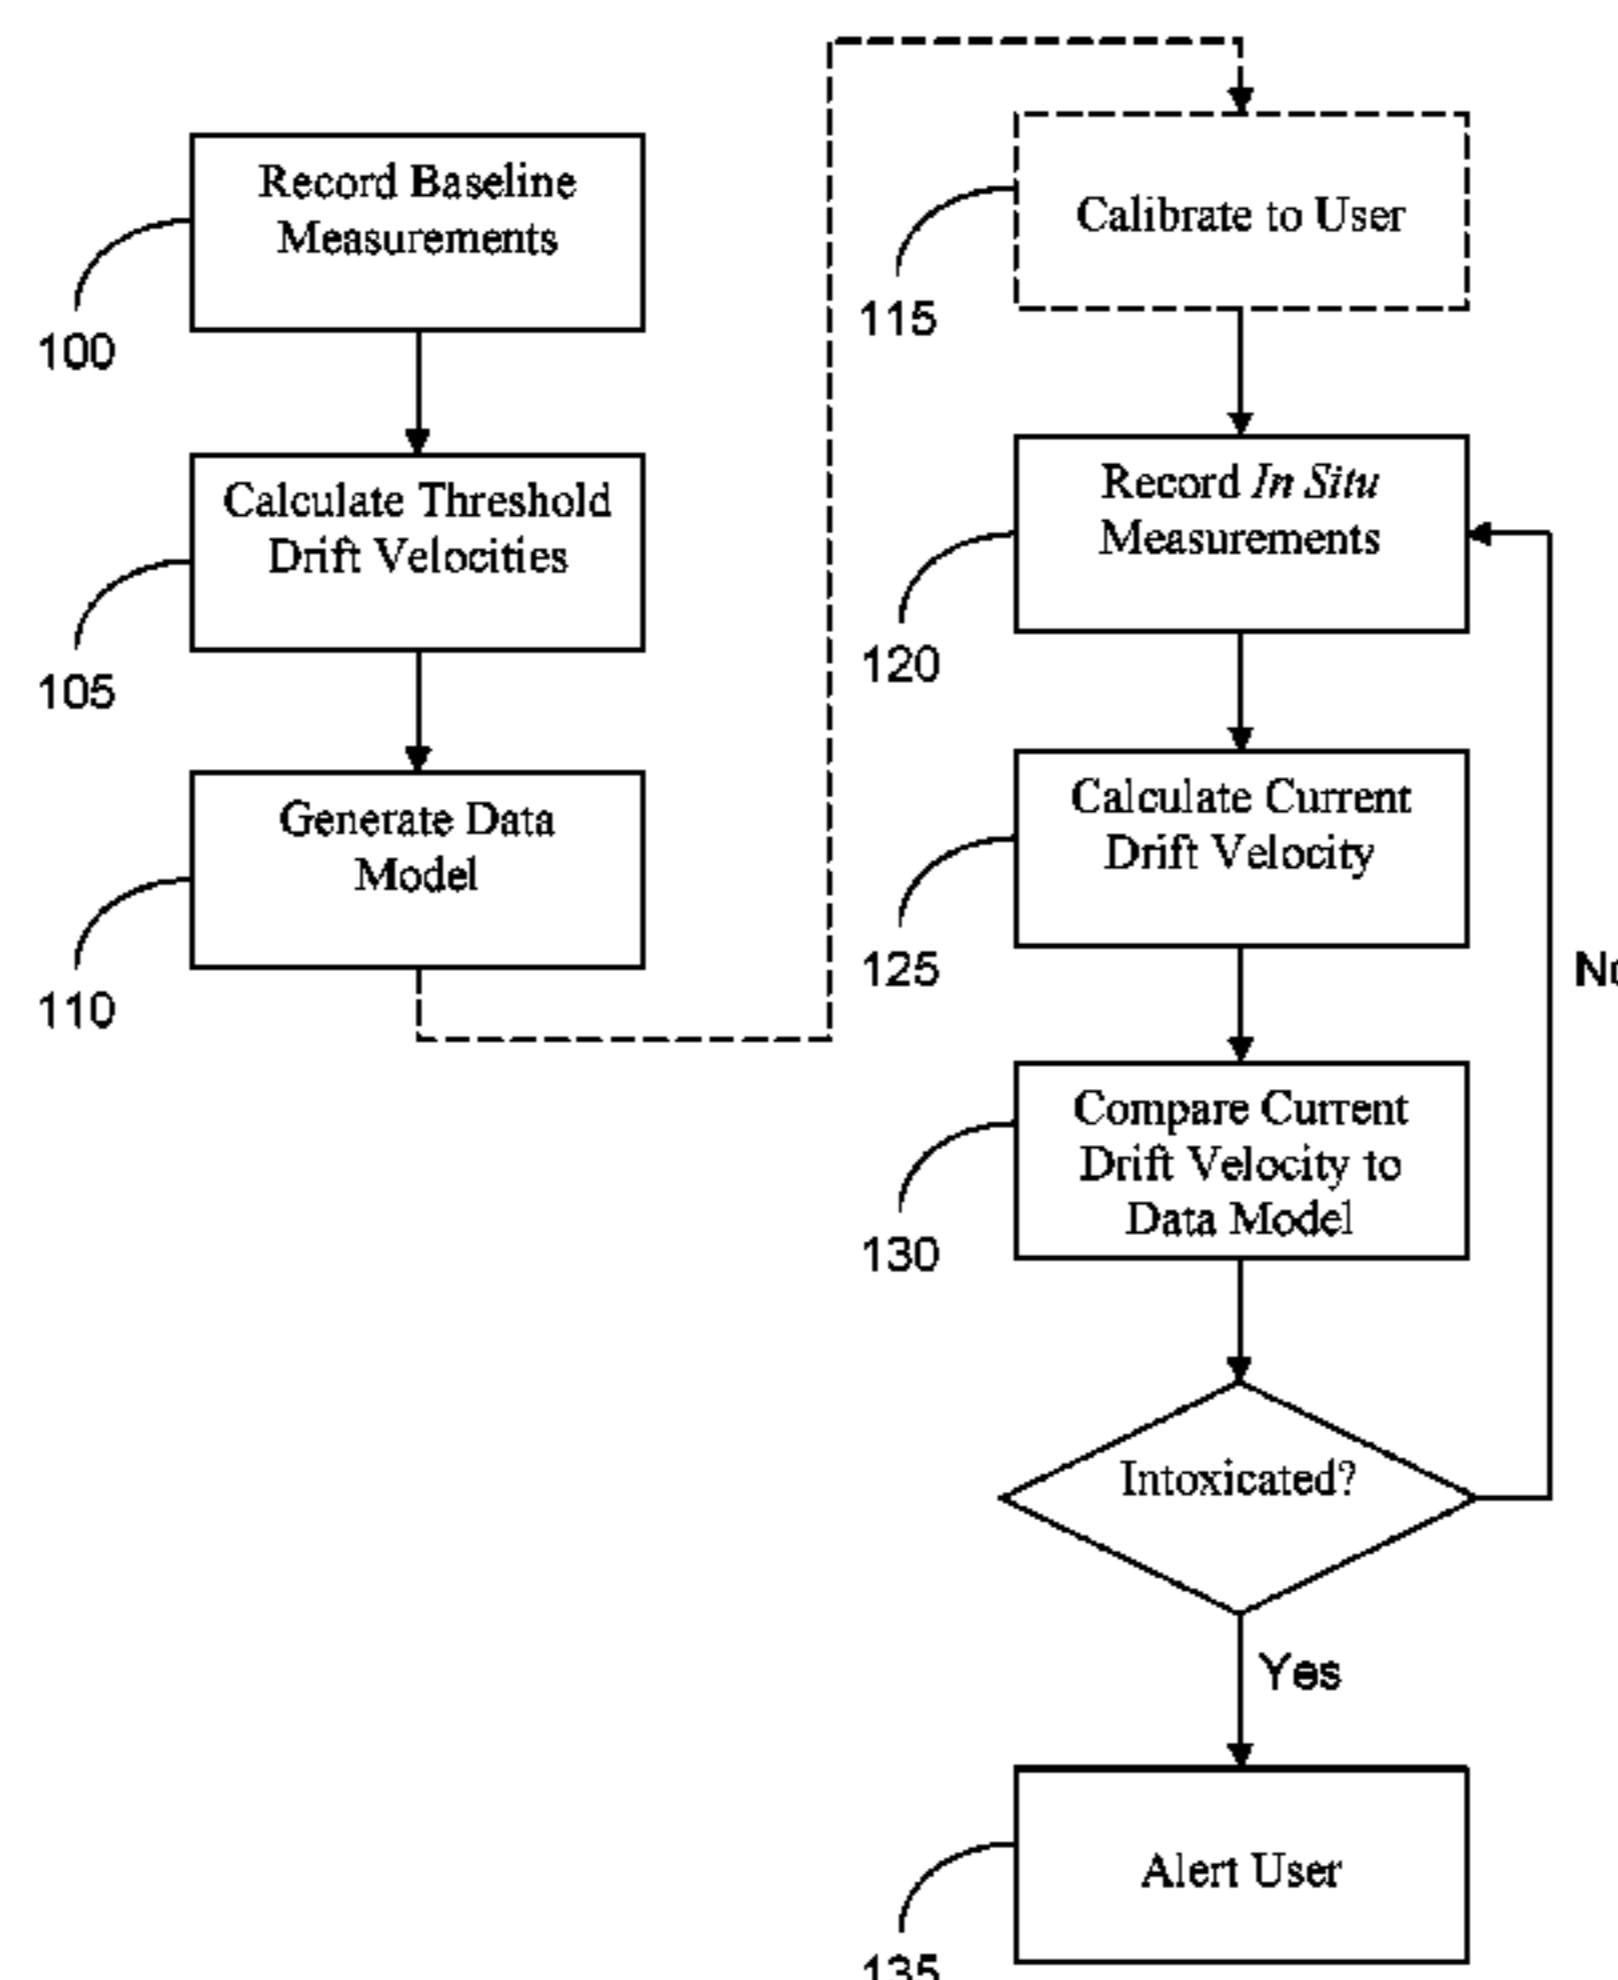 Record Baseline
Measurements
100
Calculate Threshold
Drift Velocities
105
Generate Data
Model
110
Calibrate to User
115
Record In Situ
Measurements
120
Calculate Current
Drift Velocity
125
No
Compare Current
Drift Velocity to
Data Model
130
Intoxicated?
Yes
Alert User
135